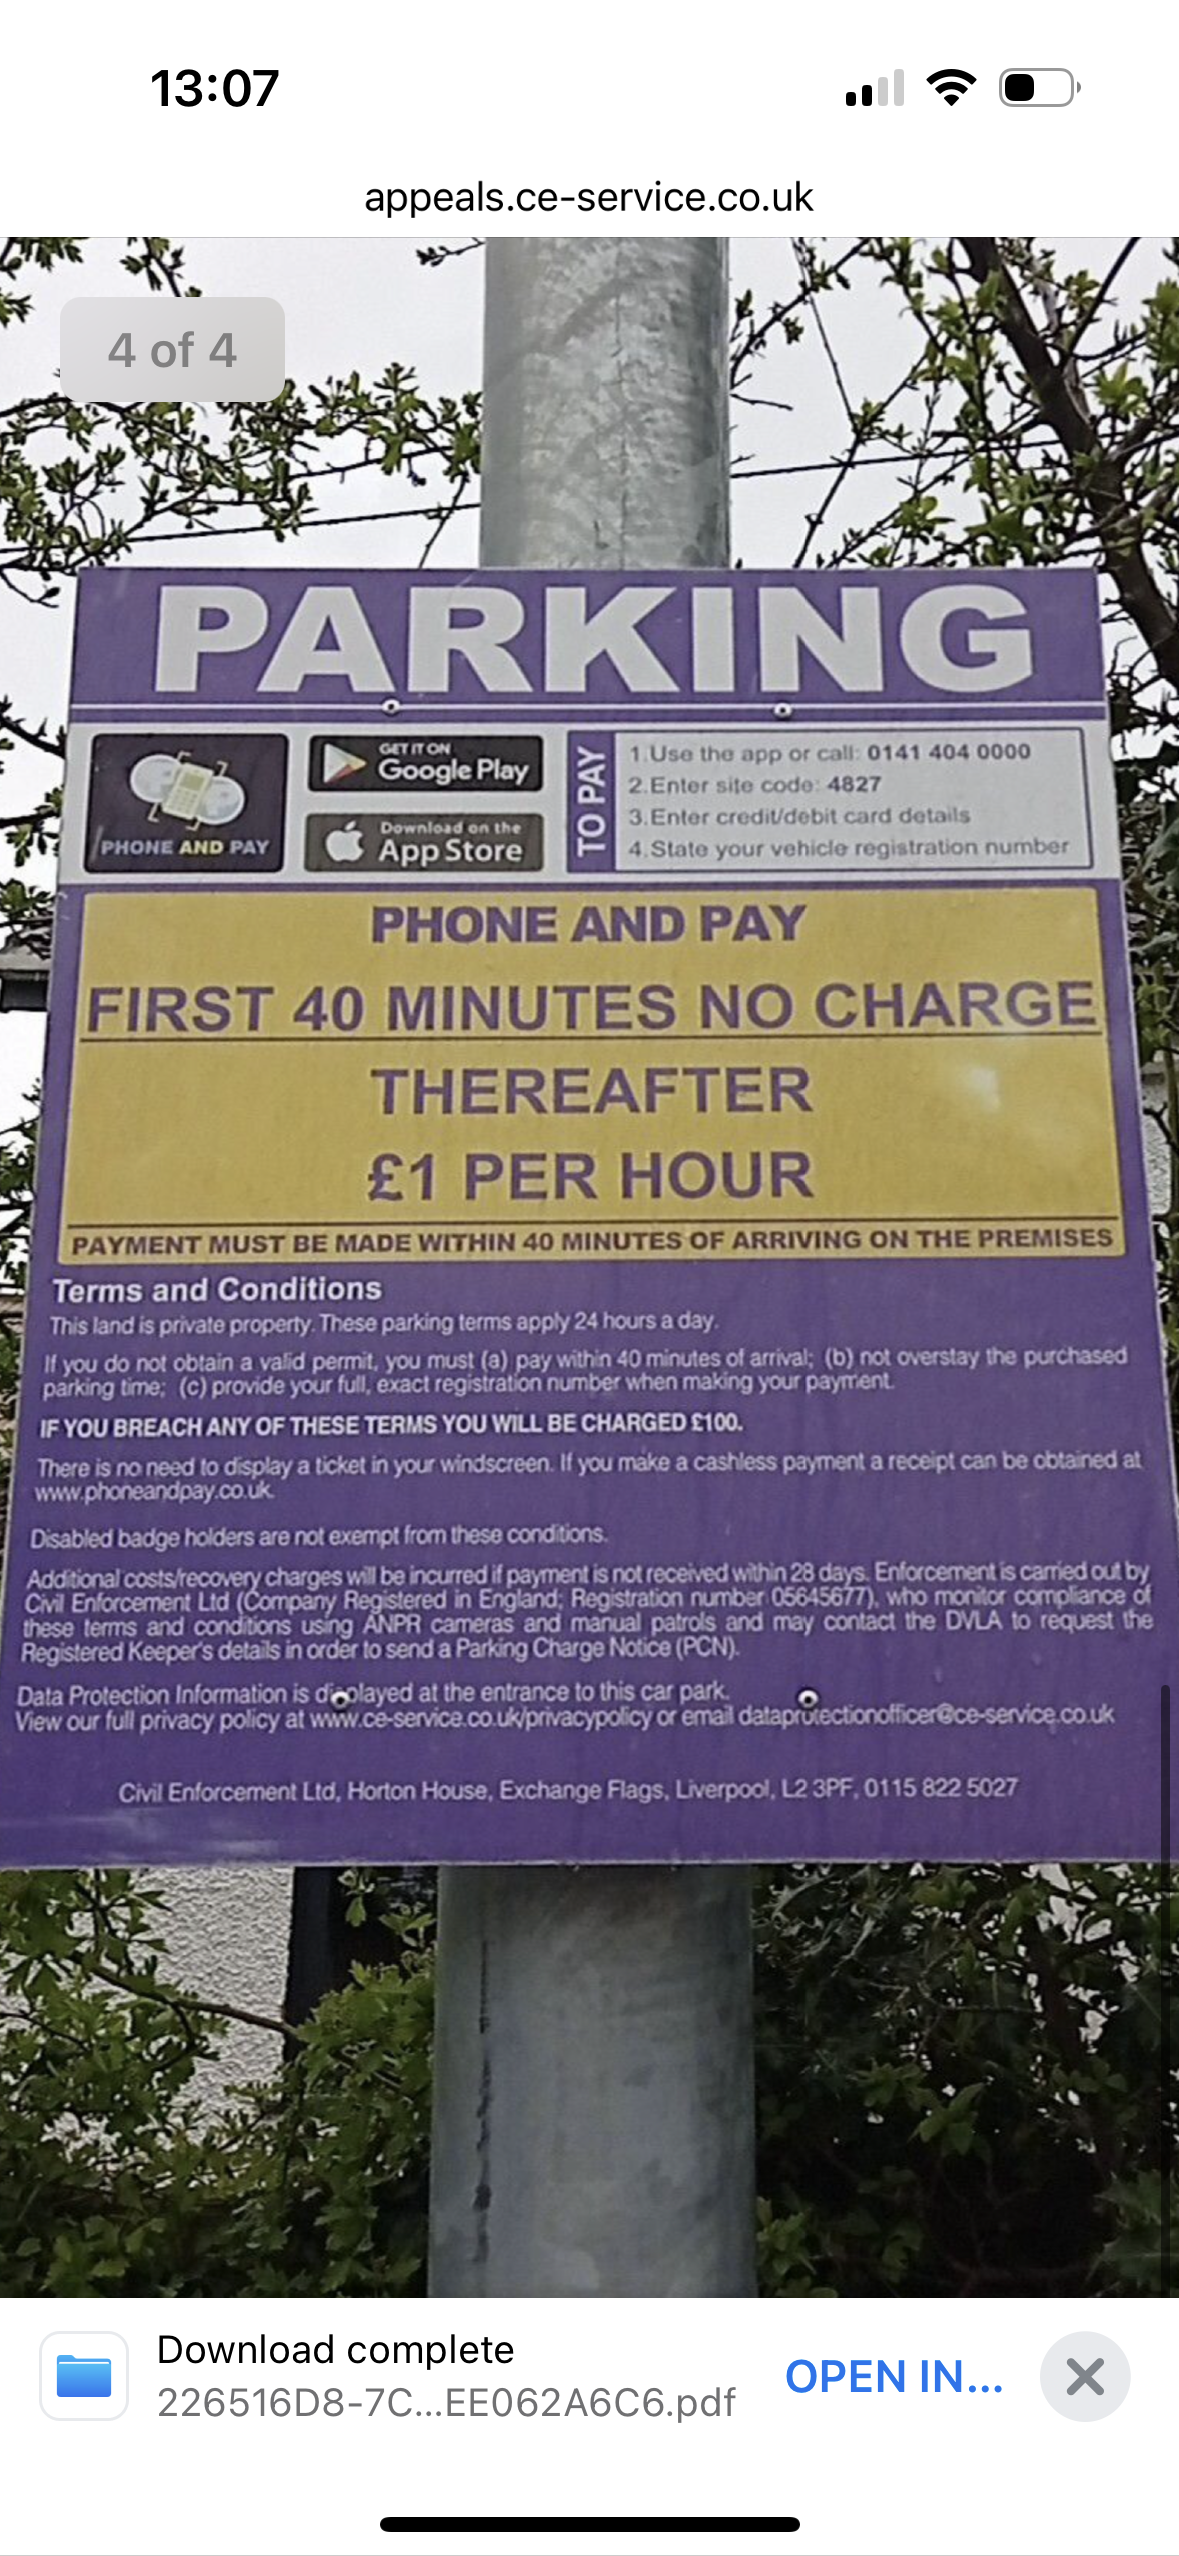 13:07
appeals.ce-service.co.uk
4 of 4
PARKING
PHONE AND PAY
GET IT ON
Google Play
Download on the
App Store
TO PAY
1.Use the app or call: 0141 404 0000
2.Enter site code: 4827
3.Enter credit/debit card details
4.State your vehicle registration number
PHONE AND PAY
FIRST 40 MINUTES NO CHARGE
THEREAFTER
£1 PER HOUR
PAYMENT MUST BE MADE WITHIN 40 MINUTES OF ARRIVING ON THE PREMISES
Terms and Conditions
This land is private property. These parking terms apply 24 hours a day.
If you do not obtain a valid permit, you must (a) pay within 40 minutes of arrival; (b) not overstay the purchased
parking time; (c) provide your full, exact registration number when making your payment.
IF YOU BREACH ANY OF THESE TERMS YOU WILL BE CHARGED £100.
There is no need to display a ticket in your windscreen. If you make a cashless payment a receipt can be obtained at
www.phoneandpay.co.uk.
Disabled badge holders are not exempt from these conditions.
Additional costs/recovery charges will be incurred if payment is not received within 28 days. Enforcement is carried out by
Civil Enforcement Ltd (Company Registered in England; Registration number 05645677), who monitor compliance of
these terms and conditions using ANPR cameras and manual patrols and may contact the DVLA to request the
Registered Keeper's details in order to send a Parking Charge Notice (PCN).
Data Protection Information is displayed at the entrance to this car park.
View our full privacy policy at www.ce-service.co.uk/privacypolicy or email dataprotectionofficer@ce-service.co.uk
Civil Enforcement Ltd, Horton House, Exchange Flags, Liverpool, L2 3PF, 0115 822 5027
Download complete
226516D8-7C...EE062A6C6.pdf
OPEN IN...